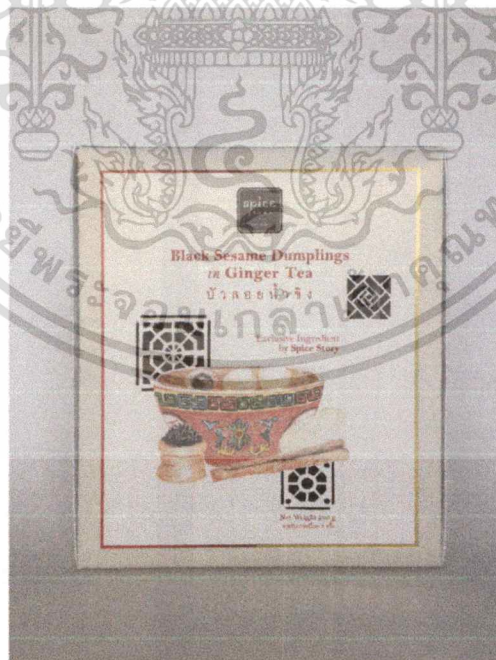 spice
Black Sesame Dumplings
in Ginger Tea
บัวลอยน้ำขิง
Exclusive Ingredient
by Spice Story
Net Weight